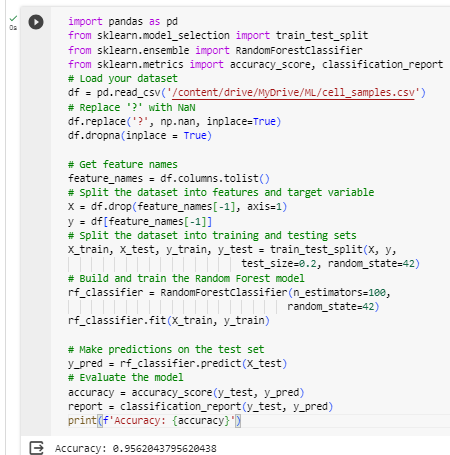 0s
import pandas as pd
from sklearn.model_selection import train_test_split
from sklearn.ensemble import RandomForestClassifier
from sklearn.metrics import accuracy_score, classification_report
# Load your dataset
df = pd.read_csv('/content/drive/MyDrive/ML/cell_samples.csv')
# Replace '?' with NaN
df.replace('?', np.nan, inplace=True)
df.dropna(inplace = True)
# Get feature names
feature_names = df.columns.tolist()
# Split the dataset into features and target variable
X = df.drop(feature_names[-1], axis=1)
y = df[feature_names[-1]]
# Split the dataset into training and testing sets
X_train, X_test, y_train, y_test = train_test_split(X, y,
test_size=0.2, random_state=42)
# Build and train the Random Forest model
rf_classifier = RandomForestClassifier(n_estimators=100,
random_state=42)
rf_classifier.fit(X_train, y_train)
# Make predictions on the test set
y_pred = rf_classifier.predict(X_test)
# Evaluate the model
accuracy = accuracy_score(y_test, y_pred)
report = classification_report(y_test, y_pred)
print(f'Accuracy: {accuracy}')
Accuracy: 0.9562043795620438